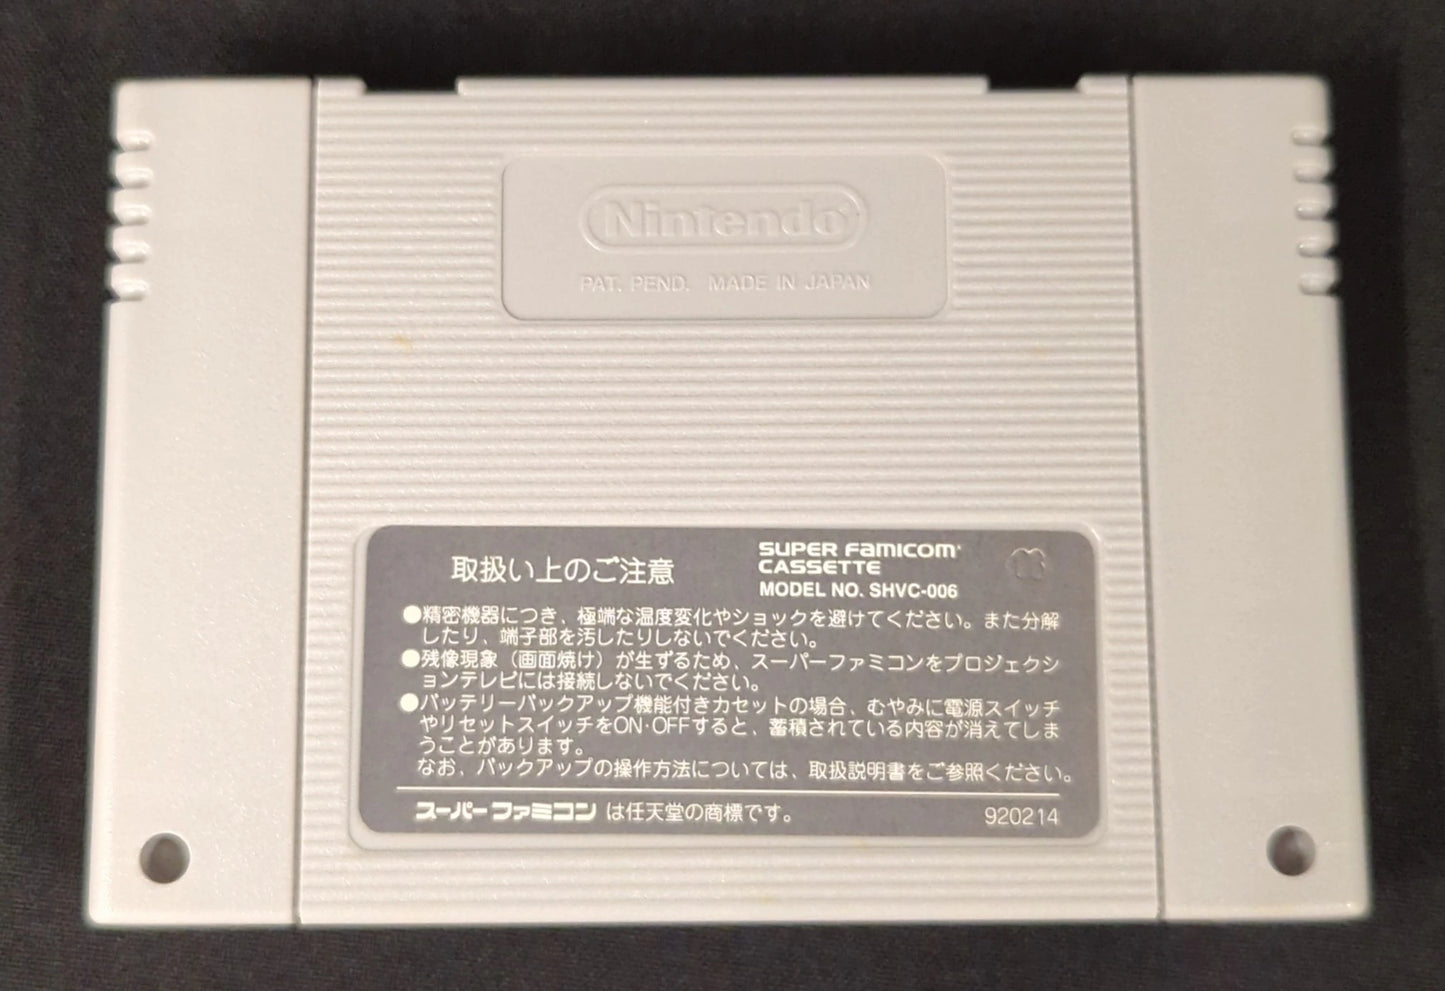 Nintendo
PAT. PEND. MADE IN JAPAN
取扱い上のご注意
SUPER FAMICOM
CASSETTE
MODEL NO. SHVC-006
●精密機器につき、極端な温度変化やショックを避けてください。また分解
したり、端子部を汚したりしないでください。
●残像現象（画面焼け）が生ずるため、スーパーファミコンをプロジェクシ
ョンテレビには接続しないでください。
●バッテリーバックアップ機能付きカセットの場合、むやみに電源スイッチ
やリセットスイッチをON·OFFすると、蓄積されている内容が消えてしま
うことがあります。
なお、バックアップの操作方法については、取扱説明書をご参照ください。
スーパーファミコン は任天堂の商標です。
920214